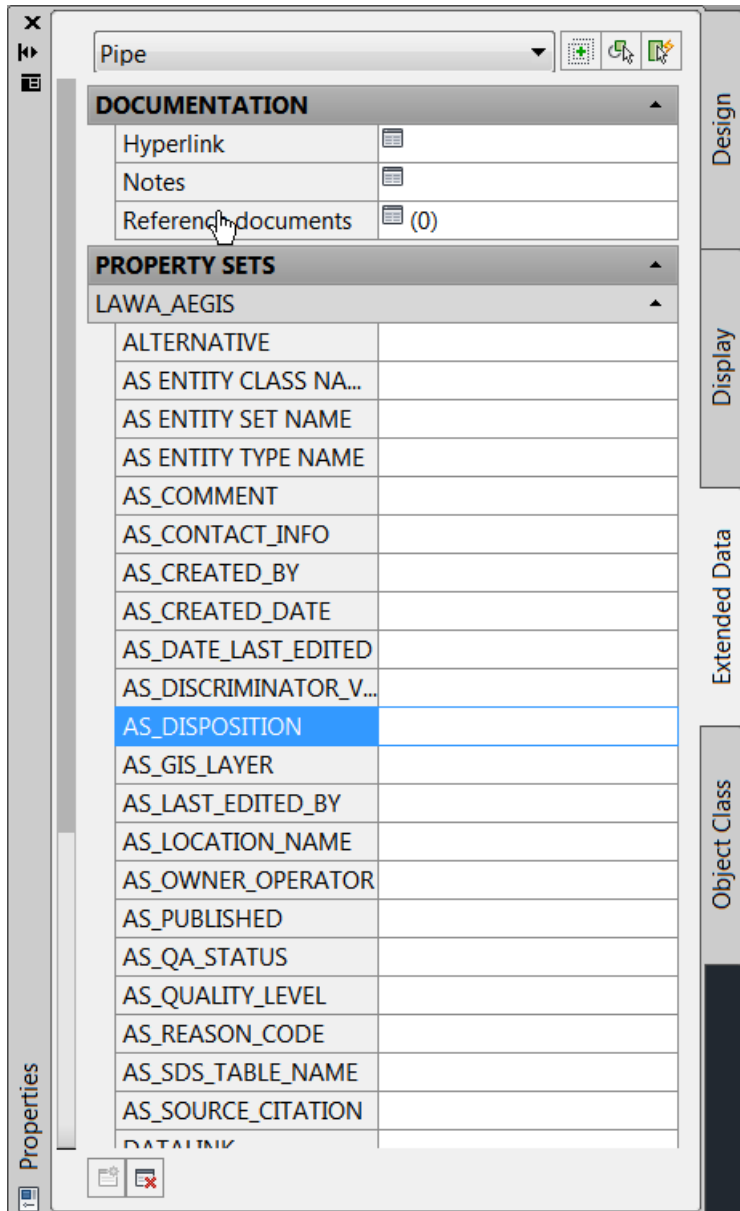 Pipe
DOCUMENTATION
Hyperlink
Notes
Reference documents (0)
PROPERTY SETS
LAWA_AEGIS
ALTERNATIVE
AS ENTITY CLASS NA...
AS ENTITY SET NAME
AS ENTITY TYPE NAME
AS_COMMENT
AS_CONTACT_INFO
AS_CREATED_BY
AS_CREATED_DATE
AS_DATE_LAST_EDITED
AS_DISCRIMINATOR_V...
AS_DISPOSITION
AS_GIS_LAYER
AS_LAST_EDITED_BY
AS_LOCATION_NAME
AS_OWNER_OPERATOR
AS_PUBLISHED
AS_QA_STATUS
AS_QUALITY_LEVEL
AS_REASON_CODE
AS_SDS_TABLE_NAME
AS_SOURCE_CITATION
DATALINK
Properties
Design
Display
Extended Data
Object Class